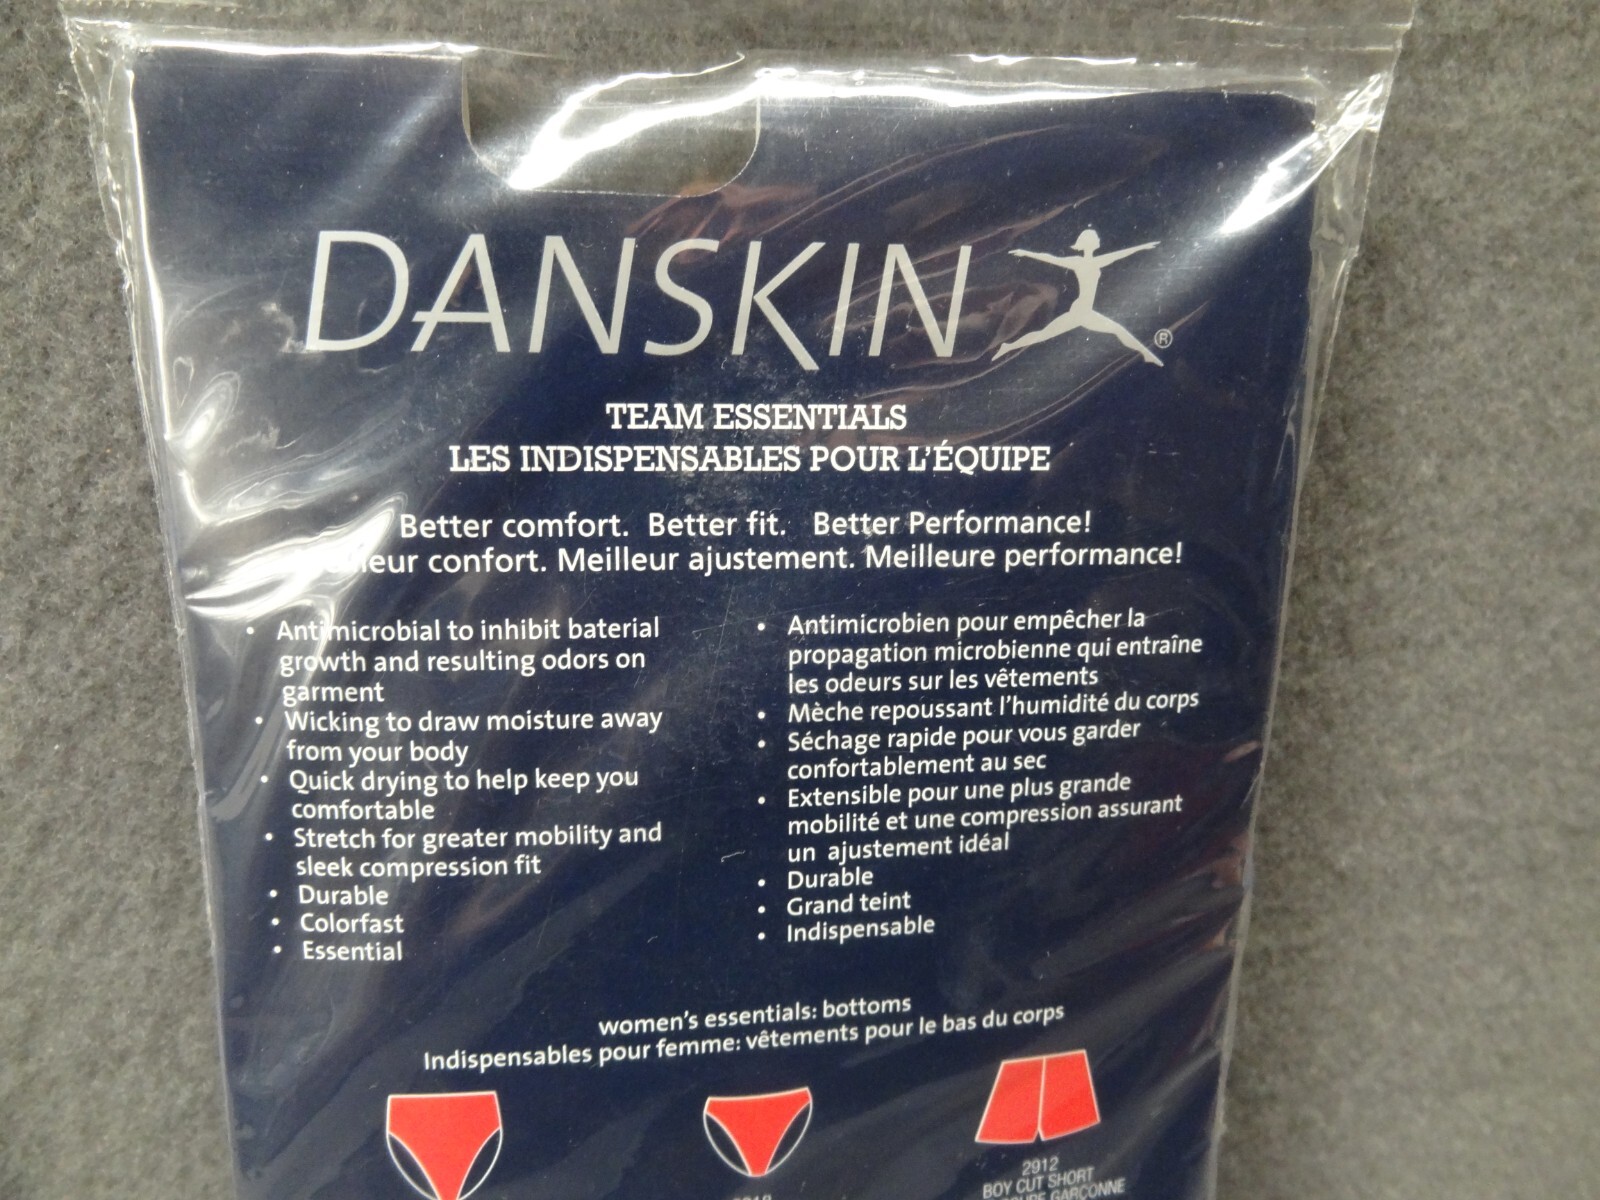 DANSKIN
®
TEAM ESSENTIALS
LES INDISPENSABLES POUR L'ÉQUIPE
Better comfort. Better fit. Better Performance!
confort. Meilleur ajustement. Meilleure performance!
• Antimicrobial to inhibit baterial
growth and resulting odors on
garment
• Wicking to draw moisture away
from your body
• Quick drying to help keep you
comfortable
• Stretch for greater mobility and
sleek compression fit
• Durable
• Colorfast
• Essential
• Antimicrobien pour empêcher la
propagation microbienne qui entraîne
les odeurs sur les vêtements
• Mèche repoussant l'humidité du corps
• Séchage rapide pour vous garder
confortablement au sec
• Extensible pour une plus grande
mobilité et une compression assurant
un ajustement idéal
• Durable
• Grand teint
• Indispensable
women's essentials: bottoms
Indispensables pour femme: vêtements pour le bas du corps
2912
BOY CUT SHORT
GARÇONNE